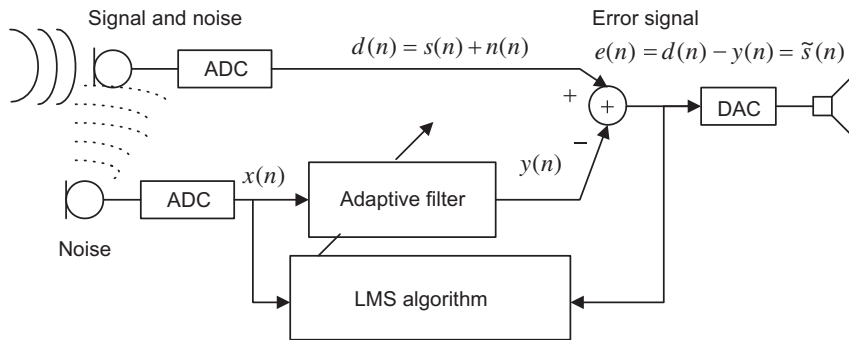 Signal and noise
Error signal
d(n) = s(n) + n(n)
e(n) = d(n) − y(n) = s̃(n)
ADC
+
+
DAC
−
x(n)
y(n)
ADC
Adaptive filter
Noise
LMS algorithm